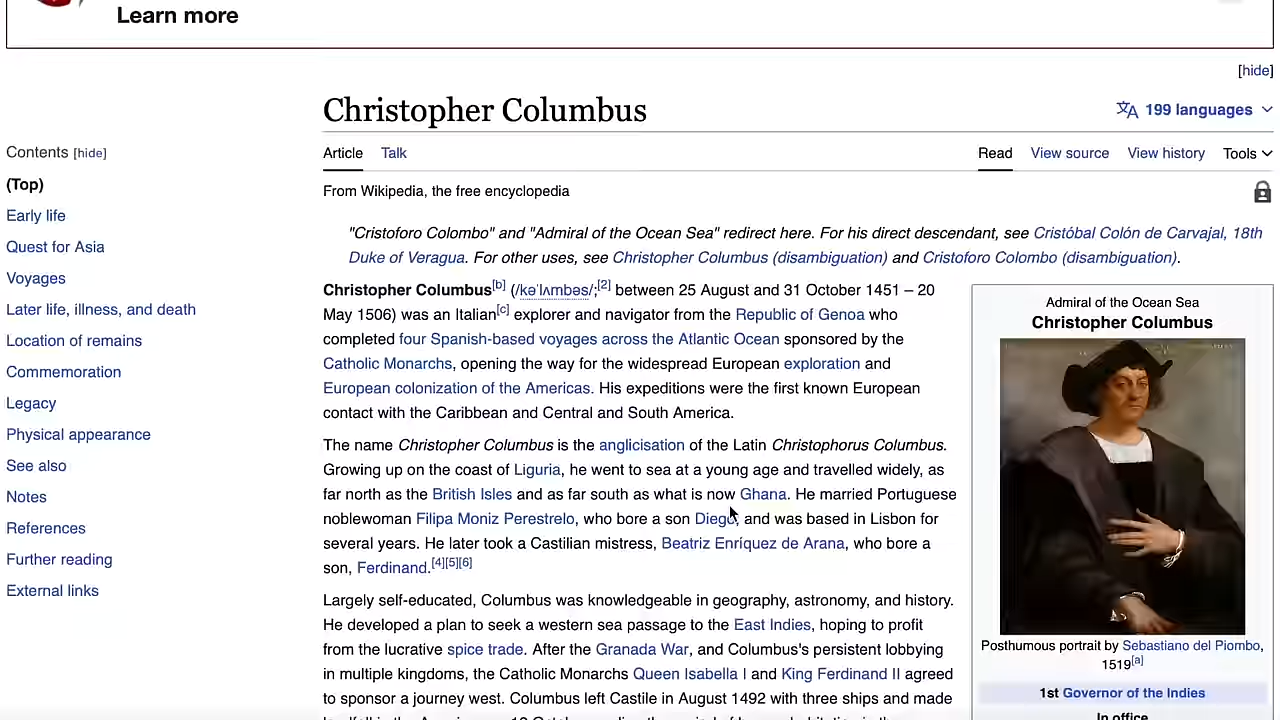 Learn more
[hide]
Christopher Columbus
199 languages
Contents [hide]
(Top)
Early life
Quest for Asia
Voyages
Later life, illness, and death
Location of remains
Commemoration
Legacy
Physical appearance
See also
Notes
References
Further reading
External links
Article Talk
Read View source View history Tools
From Wikipedia, the free encyclopedia
"Cristoforo Colombo" and "Admiral of the Ocean Sea" redirect here. For his direct descendant, see Cristóbal Colón de Carvajal, 18th
Duke of Veragua. For other uses, see Christopher Columbus (disambiguation) and Cristoforo Colombo (disambiguation).
Christopher Columbus[b] (/kəˈlʌmbəs/;[2] between 25 August and 31 October 1451 – 20
May 1506) was an Italian[c] explorer and navigator from the Republic of Genoa who
completed four Spanish-based voyages across the Atlantic Ocean sponsored by the
Catholic Monarchs, opening the way for the widespread European exploration and
European colonization of the Americas. His expeditions were the first known European
contact with the Caribbean and Central and South America.
The name Christopher Columbus is the anglicisation of the Latin Christophorus Columbus.
Growing up on the coast of Liguria, he went to sea at a young age and travelled widely, as
far north as the British Isles and as far south as what is now Ghana. He married Portuguese
noblewoman Filipa Moniz Perestrelo, who bore a son Diego, and was based in Lisbon for
several years. He later took a Castilian mistress, Beatriz Enríquez de Arana, who bore a
son, Ferdinand.[4][5][6]
Largely self-educated, Columbus was knowledgeable in geography, astronomy, and history.
He developed a plan to seek a western sea passage to the East Indies, hoping to profit
from the lucrative spice trade. After the Granada War, and Columbus's persistent lobbying
in multiple kingdoms, the Catholic Monarchs Queen Isabella I and King Ferdinand II agreed
to sponsor a journey west. Columbus left Castile in August 1492 with three ships and made
Admiral of the Ocean Sea
Christopher Columbus
Posthumous portrait by Sebastiano del Piombo,
1519[a]
1st Governor of the Indies
In office